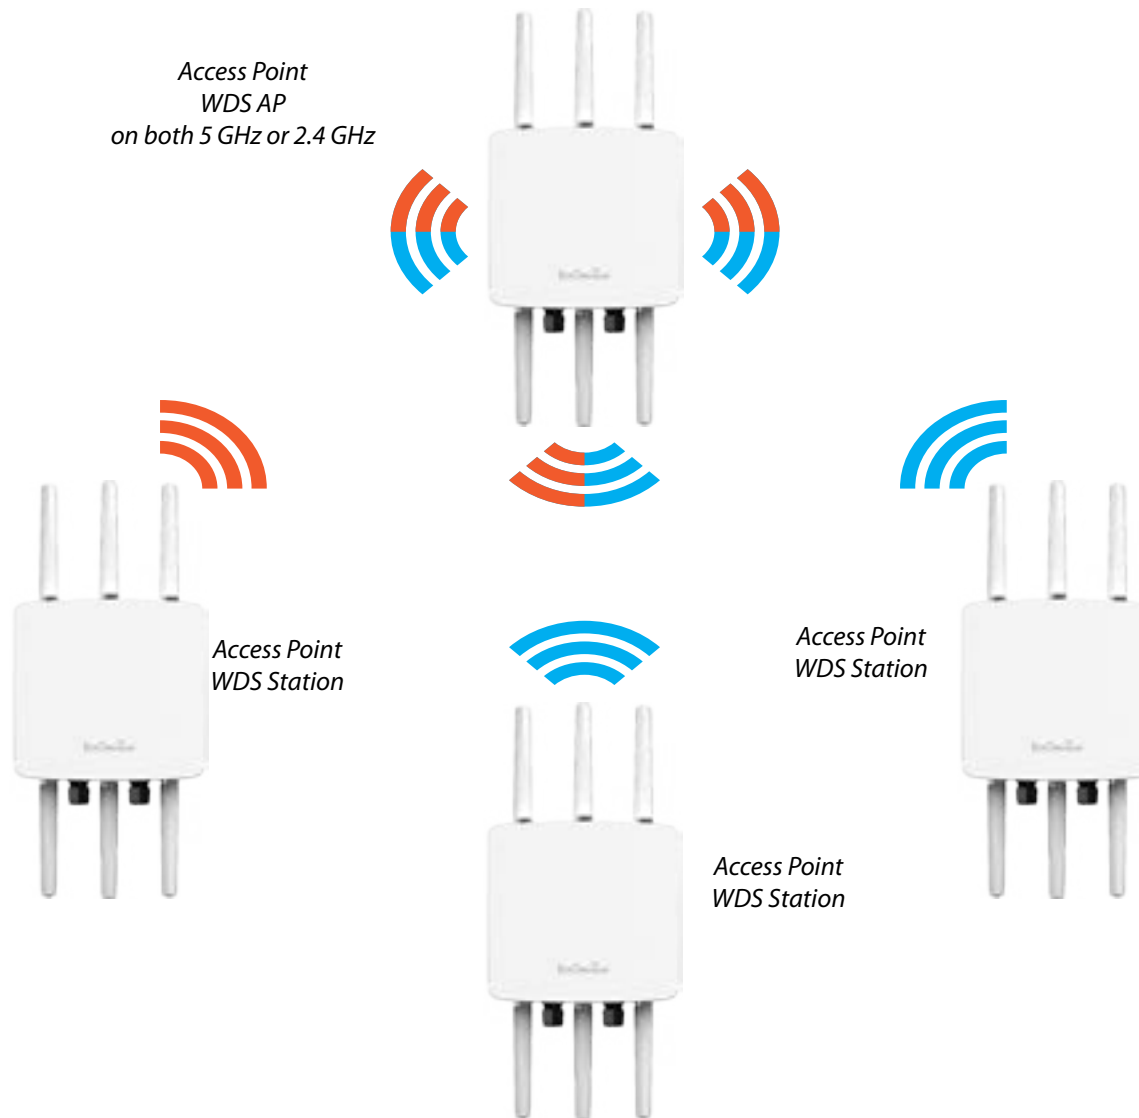 Access Point
WDS AP
on both 5 GHz or 2.4 GHz
Access Point
WDS Station
Access Point
WDS Station
Access Point
WDS Station